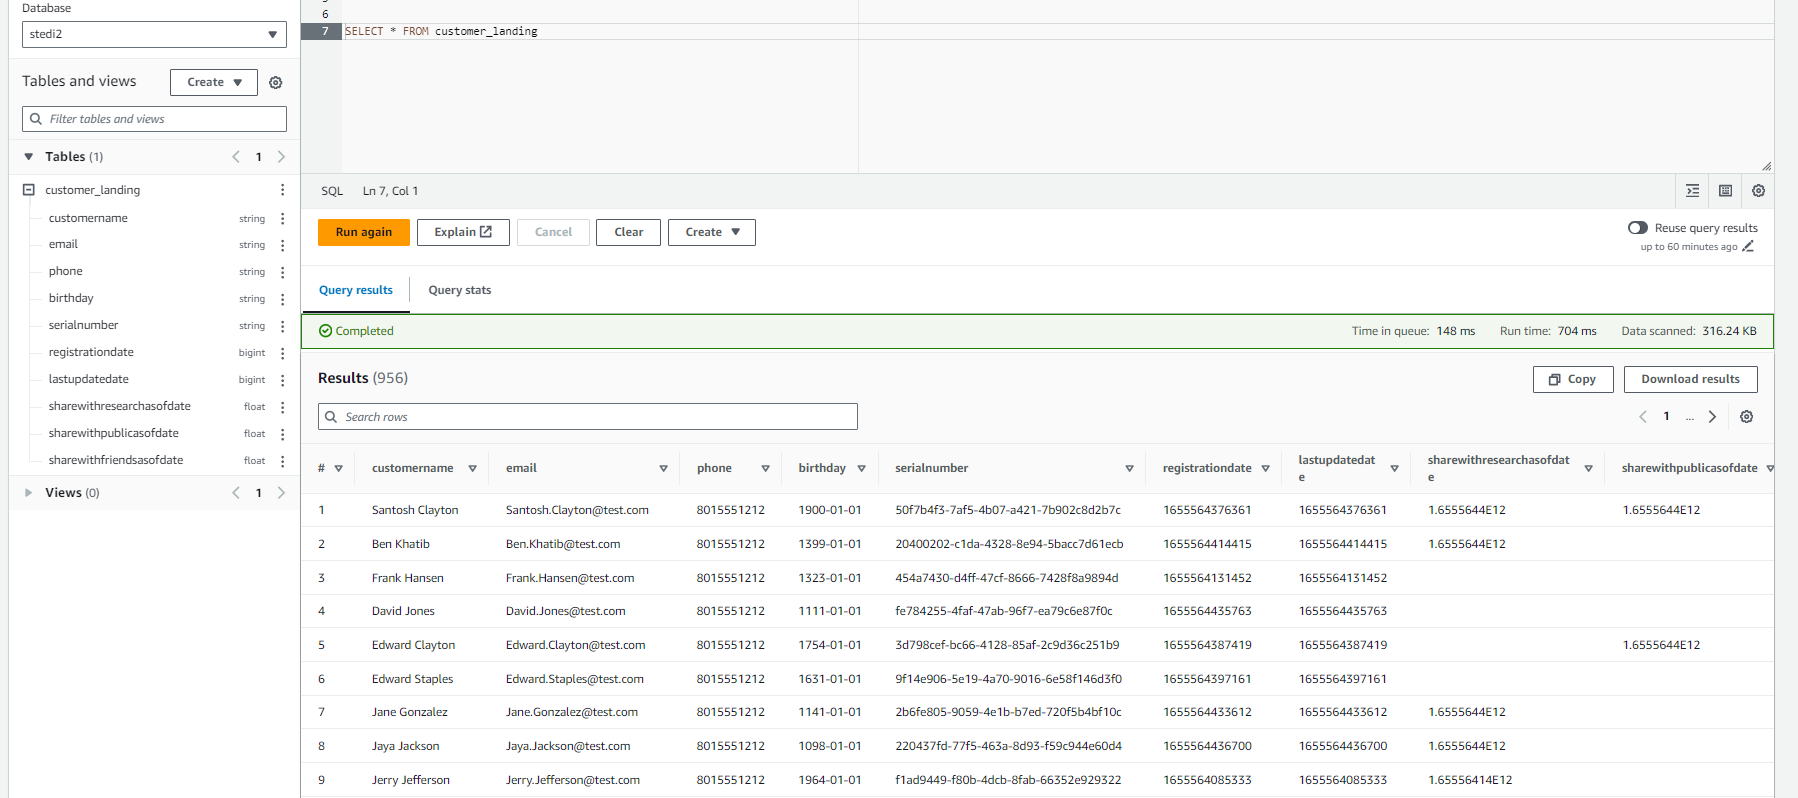 Database
stedi2
Tables and views
Create
Filter tables and views
Tables (1)
1
customer_landing
customername string
email string
phone string
birthday string
serialnumber string
registrationdate bigint
lastupdatedate bigint
sharewithresearchasofdate float
sharewithpublicasofdate float
sharewithfriendsasofdate float
Views (0)
1
6
7 SELECT * FROM customer_landing
SQL Ln 7, Col 1
Run again Explain Cancel Clear Create
Reuse query results
up to 60 minutes ago
Query results Query stats
Completed Time in queue: 148 ms Run time: 704 ms Data scanned: 316.24 KB
Results (956)
Copy Download results
Search rows
1 ...
# customername email phone birthday serialnumber registrationdate lastupdatedat
e sharewithresearchasofdat
e sharewithpublicasofdate
1 Santosh Clayton Santosh.Clayton@test.com 8015551212 1900-01-01 50f7b4f3-7af5-4b07-a421-7b902c8d2b7c 1655564376361 1655564376361 1.6555644E12 1.6555644E12
2 Ben Khatib Ben.Khatib@test.com 8015551212 1399-01-01 20400202-c1da-4328-8e94-5bacc7d61ecb 1655564414415 1655564414415 1.6555644E12
3 Frank Hansen Frank.Hansen@test.com 8015551212 1323-01-01 454a7430-d4ff-47cf-8666-7428f8a9894d 1655564131452 1655564131452
4 David Jones David.Jones@test.com 8015551212 1111-01-01 fe784255-4faf-47ab-96f7-ea79c6e87f0c 1655564435763 1655564435763
5 Edward Clayton Edward.Clayton@test.com 8015551212 1754-01-01 3d798cef-bc66-4128-85af-2c9d36c251b9 1655564387419 1655564387419 1.6555644E12
6 Edward Staples Edward.Staples@test.com 8015551212 1631-01-01 9f14e906-5e19-4a70-9016-6e58f146d3f0 1655564397161 1655564397161
7 Jane Gonzalez Jane.Gonzalez@test.com 8015551212 1141-01-01 2b6fe805-9059-4e1b-b7ed-720f5b4bf10c 1655564433612 1655564433612 1.6555644E12
8 Jaya Jackson Jaya.Jackson@test.com 8015551212 1098-01-01 220437fd-77f5-463a-8d93-f59c944e60d4 1655564436700 1655564436700 1.6555644E12
9 Jerry Jefferson Jerry.Jefferson@test.com 8015551212 1964-01-01 f1ad9449-f80b-4dcb-8fab-66352e929322 1655564085333 1655564085333 1.65556414E12